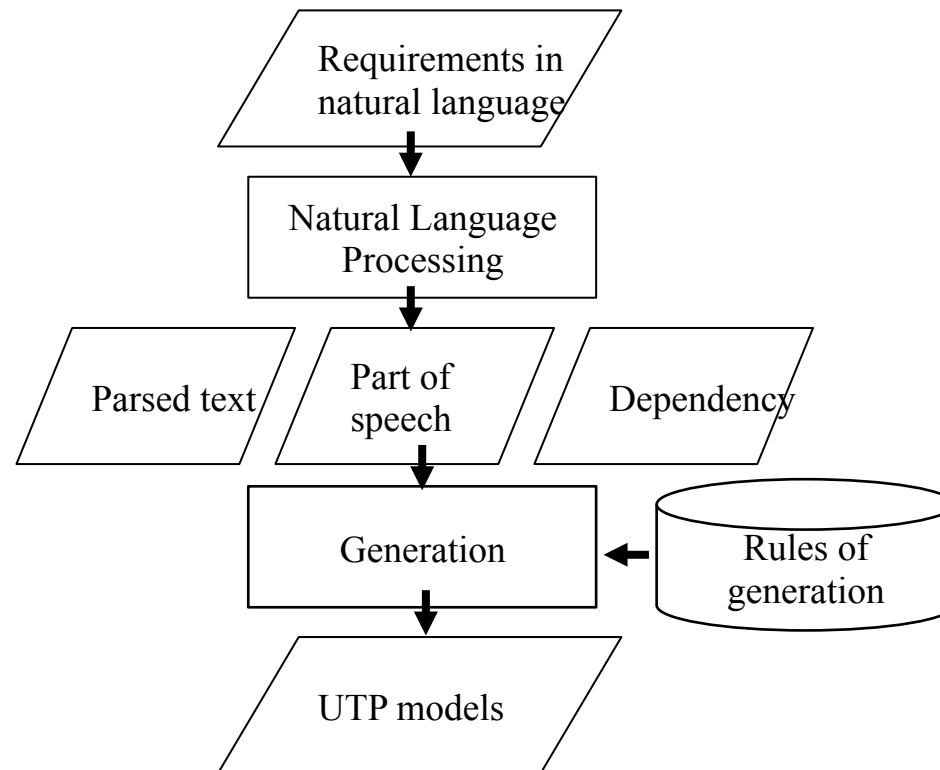 Requirements in
natural language
Natural Language
Processing
Parsed text
Part of
speech
Dependency
Generation
Rules of
generation
UTP models